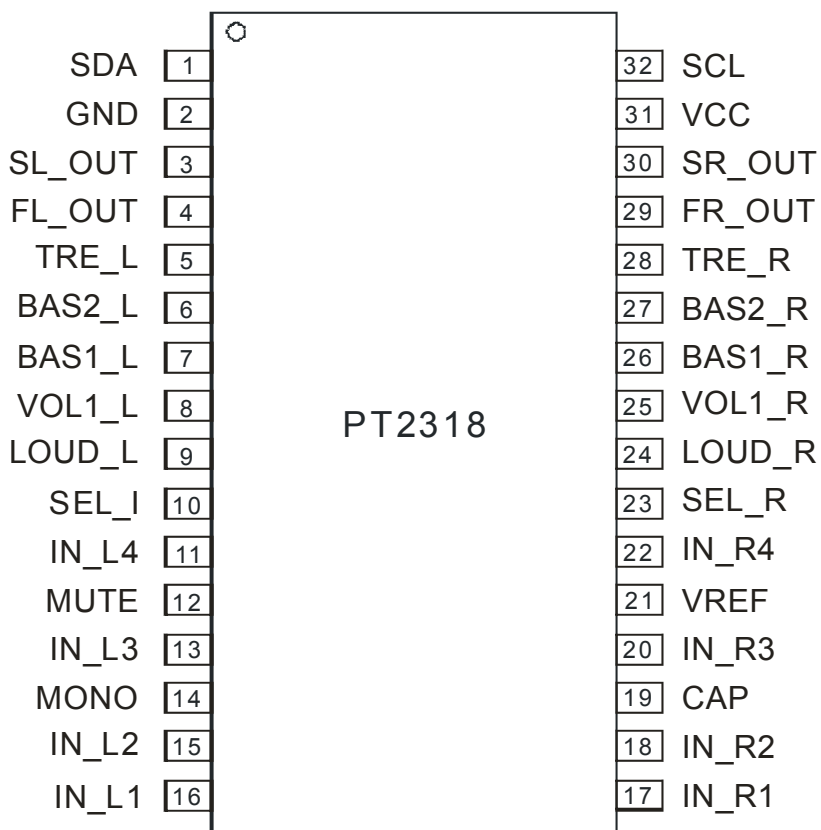 SDA 1 32 SCL
GND 2 31 VCC
SL_OUT 3 30 SR_OUT
FL_OUT 4 29 FR_OUT
TRE_L 5 28 TRE_R
BAS2_L 6 27 BAS2_R
BAS1_L 7 26 BAS1_R
VOL1_L 8 25 VOL1_R
PT2318
LOUD_L 9 24 LOUD_R
SEL_I 10 23 SEL_R
IN_L4 11 22 IN_R4
MUTE 12 21 VREF
IN_L3 13 20 IN_R3
MONO 14 19 CAP
IN_L2 15 18 IN_R2
IN_L1 16 17 IN_R1